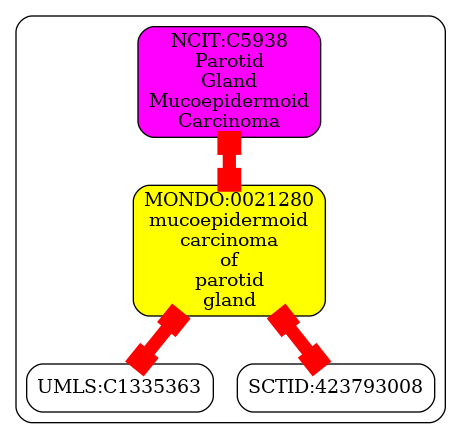 NCIT:C5938
Parotid
Gland
Mucoepidermoid
Carcinoma
MONDO:0021280
mucoepidermoid
carcinoma
of
parotid
gland
UMLS:C1335363
SCTID:423793008